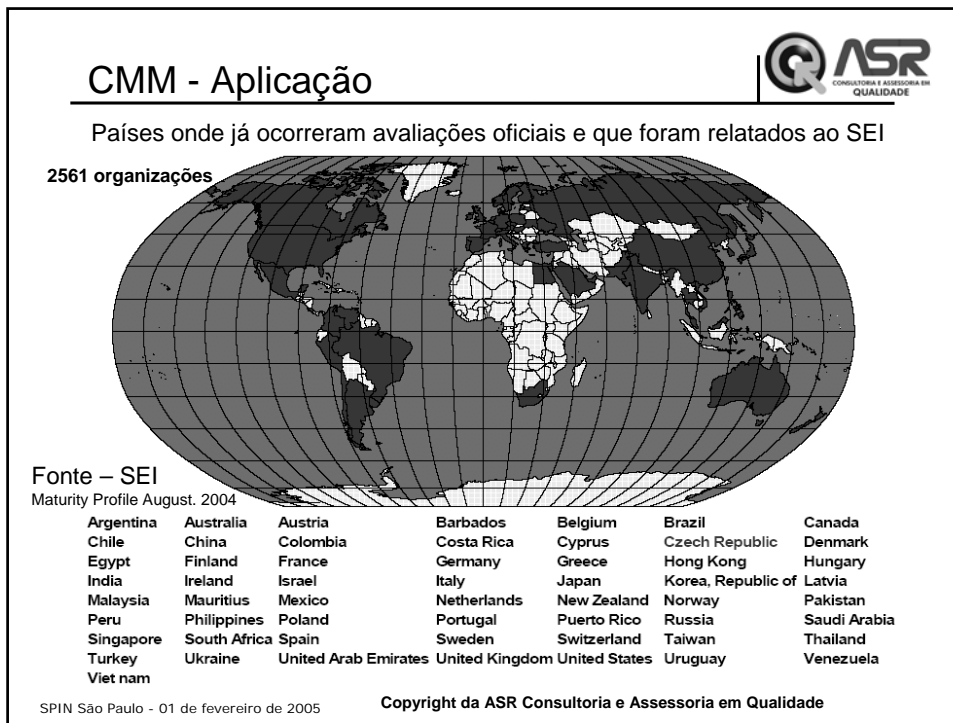 CMM - Aplicação
ASR
CONSULTORIA E ASSESSORIA EM
QUALIDADE
Países onde já ocorreram avaliações oficiais e que foram relatados ao SEI
2561 organizações
Fonte – SEI
Maturity Profile August. 2004
Argentina Australia Austria Barbados Belgium Brazil Canada
Chile China Colombia Costa Rica Cyprus Czech Republic Denmark
Egypt Finland France Germany Greece Hong Kong Hungary
India Ireland Israel Italy Japan Korea, Republic of Latvia
Malaysia Mauritius Mexico Netherlands New Zealand Norway Pakistan
Peru Philippines Poland Portugal Puerto Rico Russia Saudi Arabia
Singapore South Africa Spain Sweden Switzerland Taiwan Thailand
Turkey Ukraine United Arab Emirates United Kingdom United States Uruguay Venezuela
Viet nam
SPIN São Paulo - 01 de fevereiro de 2005 Copyright da ASR Consultoria e Assessoria em Qualidade